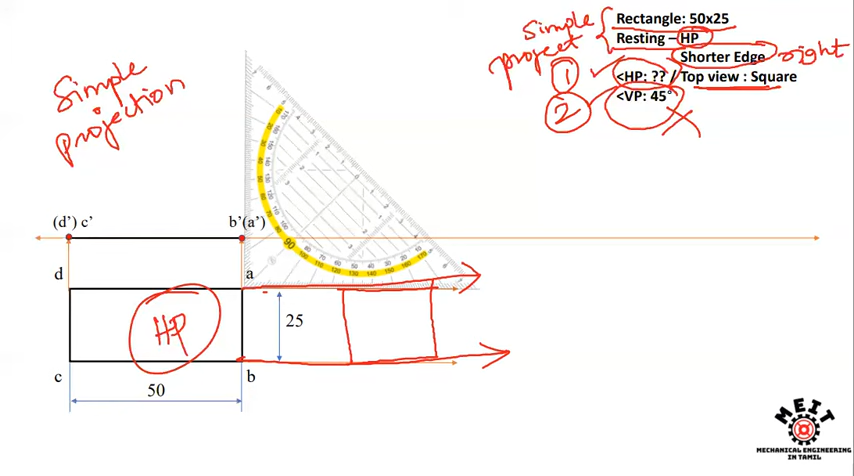 Rectangle: 50x25
Resting – HP
Shorter Edge
right
<HP: ?? / Top view : Square
<VP: 45°
simple
project
1
2
Simple
projection
(d') c'
b'(a')
d
a
HP
25
c
b
50
MEIT
MECHANICAL ENGINEERING
IN TAMIL